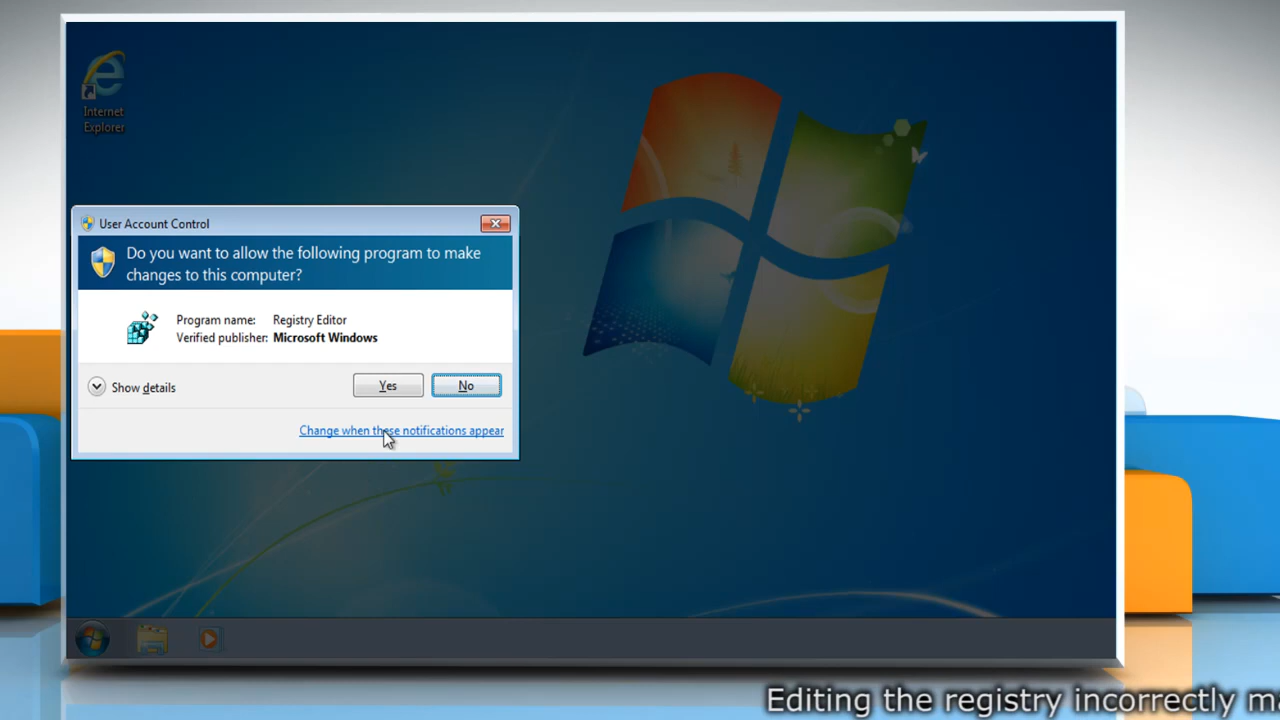 Internet
Explorer
User Account Control
Do you want to allow the following program to make
changes to this computer?
Program name: Registry Editor
Verified publisher: Microsoft Windows
Show details
Yes
No
Change when these notifications appear
Editing the registry incorrectly ma